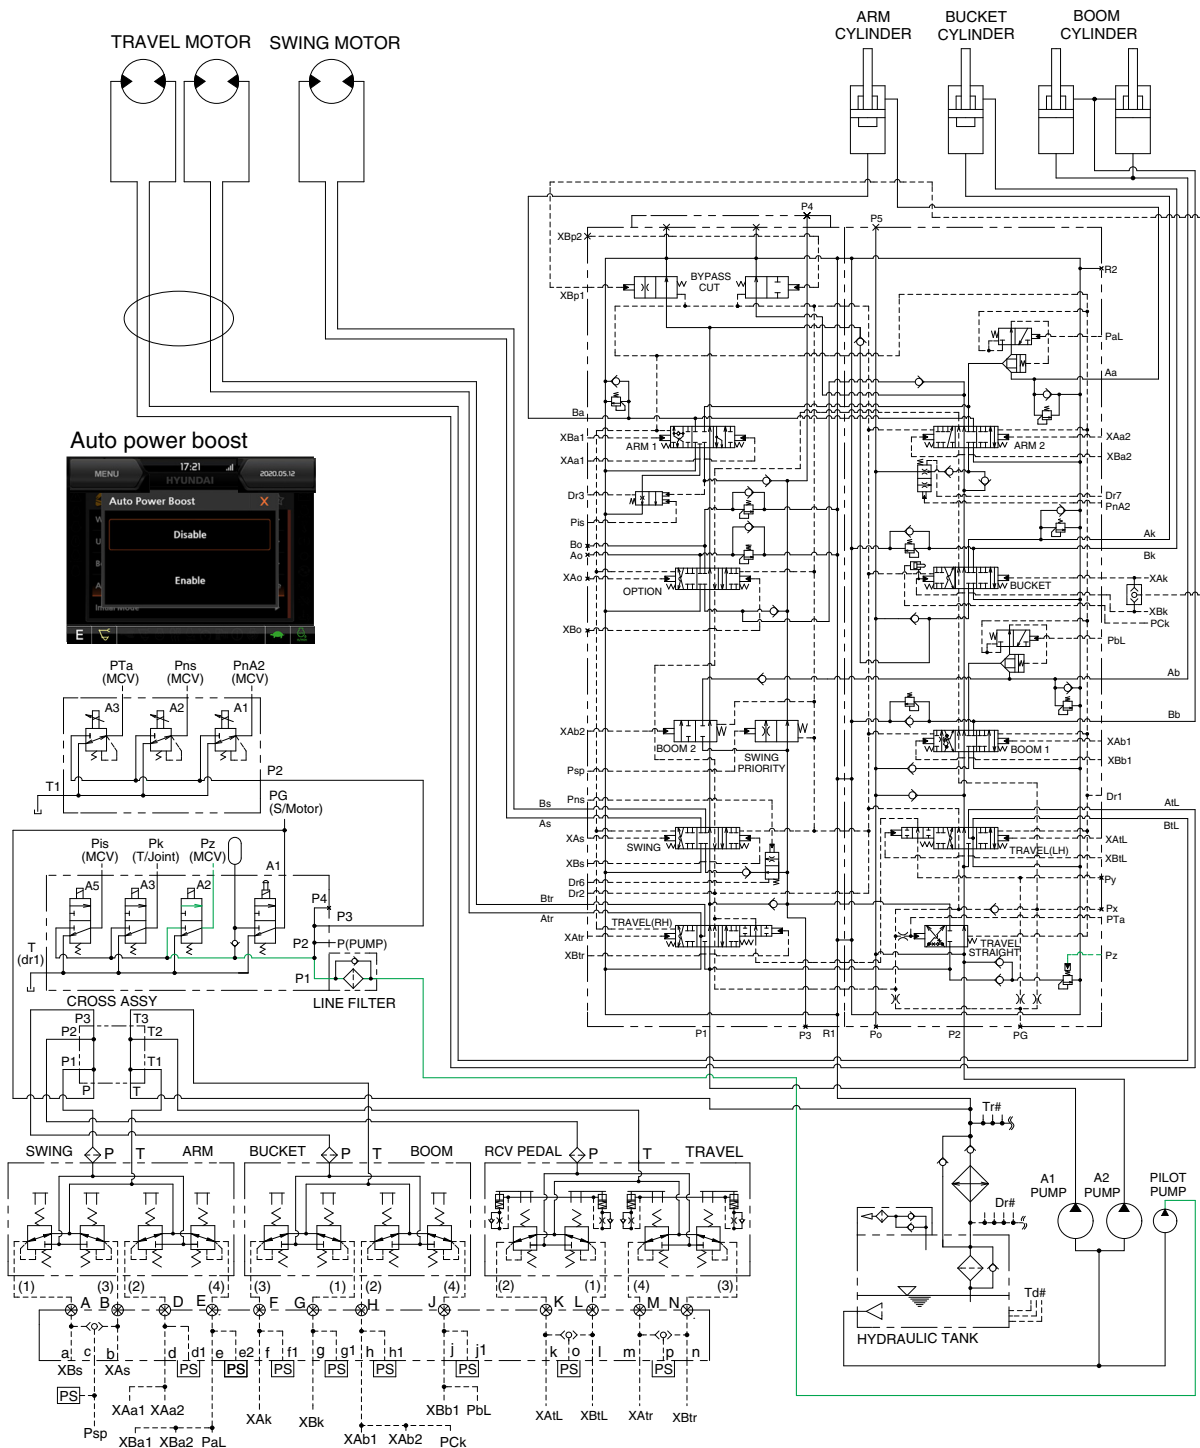 TRAVEL MOTOR
SWING MOTOR
ARM
CYLINDER
BUCKET
CYLINDER
BOOM
CYLINDER
P4
P5
XBp2
BYPASS
CUT
R2
XBp1
PaL
Aa
Ba
XBa1
ARM 1
ARM 2
XAa2
XAa1
XBa2
Dr3
Dr7
PnA2
Pis
Bo
Ao
Ak
Bk
XAo
OPTION
BUCKET
XAk
XBk
XBo
PCk
PbL
Ab
Bb
XAb2
BOOM 2
SWING
PRIORITY
BOOM 1
XAb1
XBb1
Psp
Pns
Dr1
Bs
As
AtL
BtL
XAs
SWING
TRAVEL(LH)
XAtL
XBs
XBtL
Dr6
Dr2
Py
Btr
Px
Atr
TRAVEL(RH)
PTa
XAtr
TRAVEL
STRAIGHT
XBtr
Pz
P1
P3
R1
Po
P2
PG
Auto power boost
MENU
17:21
HYUNDAI
2020.05.12
Auto Power Boost
X
Disable
Enable
E
PTa
(MCV)
Pns
(MCV)
PnA2
(MCV)
A3
A2
A1
P2
T1
PG
(S/Motor)
Pis
(MCV)
Pk
(T/Joint)
Pz
(MCV)
A1
A5
A3
A2
P4
P3
P2
P(PUMP)
T
(dr1)
P1
LINE FILTER
CROSS ASSY
P3
T3
P2
T2
P1
T1
P
T
SWING
P
T
ARM
BUCKET
P
T
BOOM
RCV PEDAL
P
T
TRAVEL
(1)
(3)
(2)
(4)
(3)
(1)
(2)
(4)
(2)
(1)
(4)
(3)
A
B
D
E
F
G
H
J
K
L
M
N
a
c
b
d
d1
e
e2
f
f1
g
g1
h
h1
j
j1
k
o
l
m
p
n
XBs
XAs
PS
PS
PS
PS
PS
PS
PS
PS
PS
Psp
XAa1
XAa2
XBa1
XBa2
PaL
XAk
XBk
XAb1
XAb2
PCk
XBb1
PbL
XAtL
XBtL
XAtr
XBtr
Tr#
Dr#
Td#
A1
PUMP
A2
PUMP
PILOT
PUMP
HYDRAULIC TANK